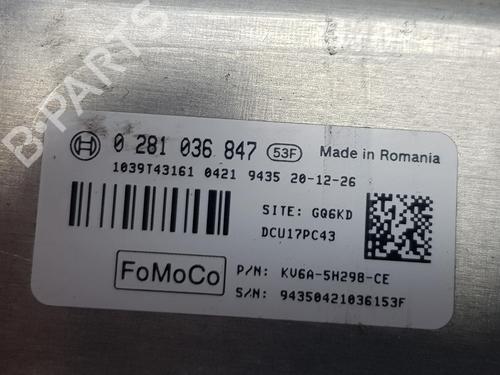 B-PARTS
0 281 036 847 53F Made in Romania
1039T43161 0421 9435 20-12-26
SITE: GQ6KD
DCU17PC43
FoMoCo
P/N: KV6A-5H298-CE
S/N: 94350421036153F